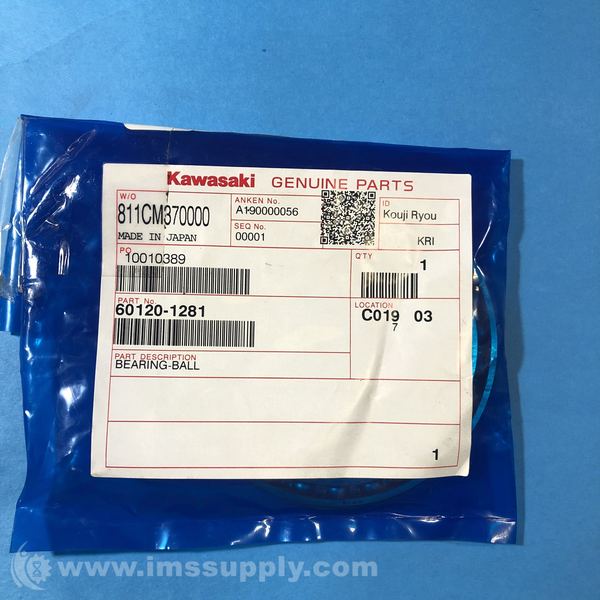 Kawasaki GENUINE PARTS
W/O
811CM370000
MADE IN JAPAN
ANKEN No.
A190000056
SEQ No.
00001
ID
Kouji Ryou
KRI
PO
10010389
Q'TY
1
PART No.
60120-1281
LOCATION
C019 03
7
PART DESCRIPTION
BEARING-BALL
1
www.imssupply.com/